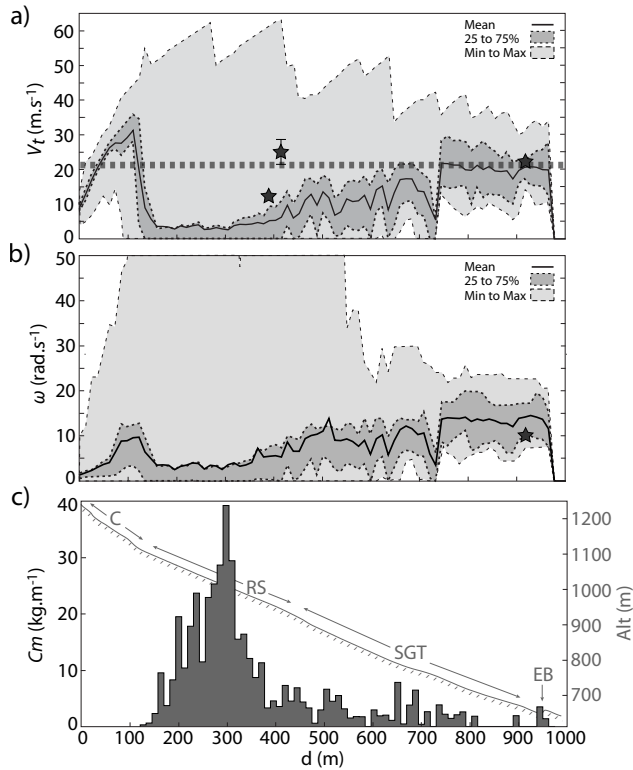 a)
60
50
40
30
20
10
0
Vt (m.s⁻¹)
Mean
25 to 75%
Min to Max
b)
50
40
30
20
10
0
ω (rad.s⁻¹)
Mean
25 to 75%
Min to Max
c)
40
30
20
10
0
Cm (kg.m⁻¹)
C
RS
SGT
EB
1200
1100
1000
900
800
700
Alt (m)
0 100 200 300 400 500 600 700 800 900 1000
d (m)